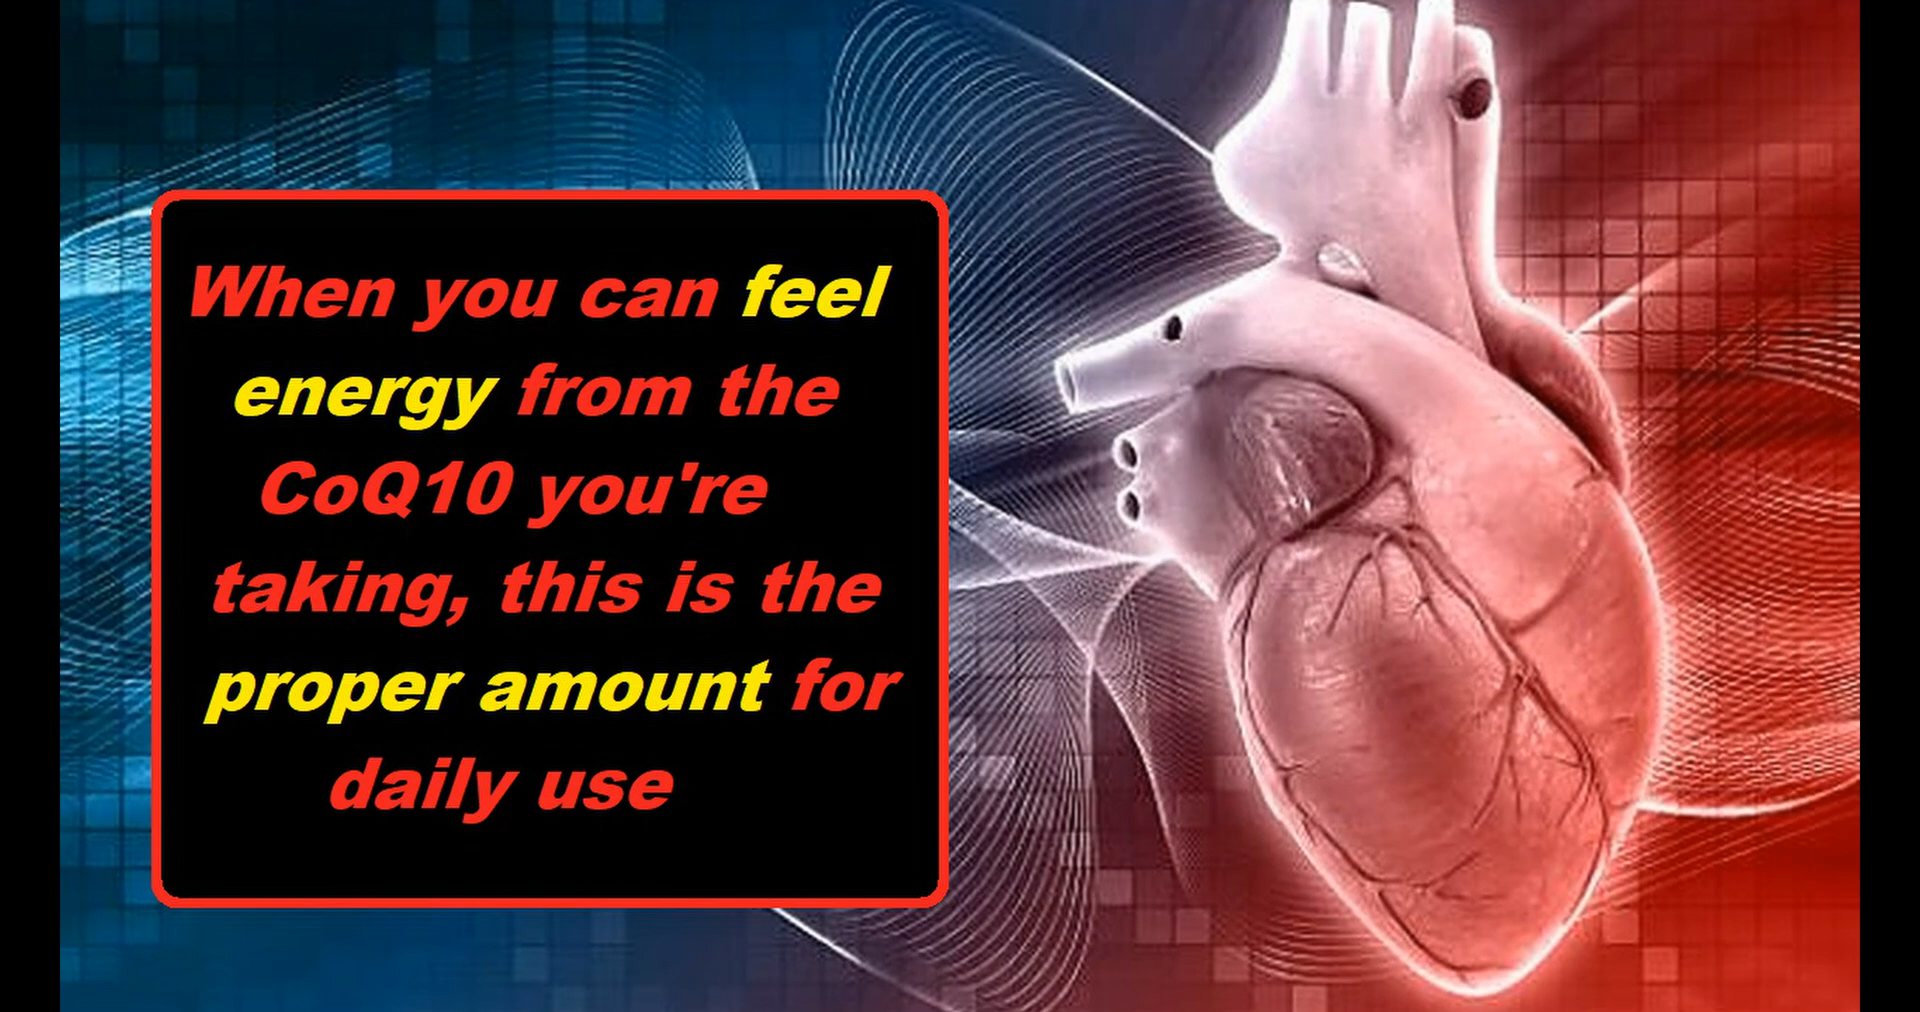 When you can feel
energy from the
CoQ10 you're
taking, this is the
proper amount for
daily use